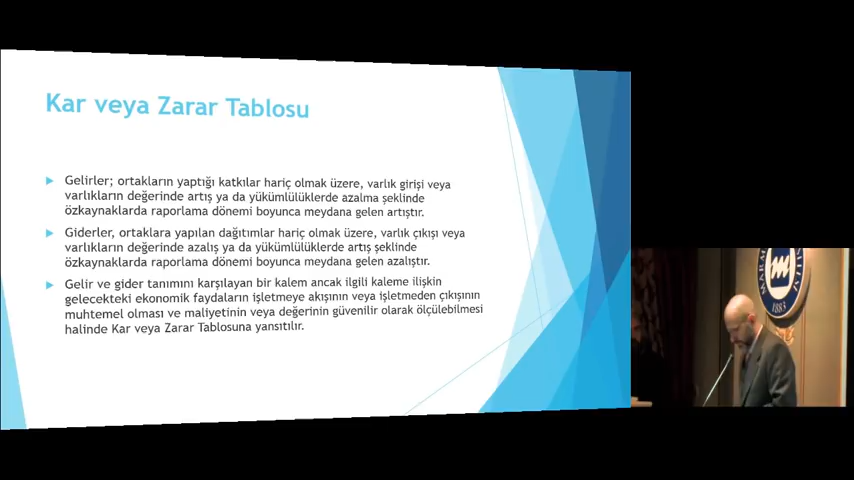 Kar veya Zarar Tablosu
Gelirler; ortakların yaptığı katkılar hariç olmak üzere, varlık girişi veya
varlıkların değerinde artış ya da yükümlülüklerde azalma şeklinde
özkaynaklarda raporlama dönemi boyunca meydana gelen artıştır.
Giderler, ortaklara yapılan dağıtımlar hariç olmak üzere, varlık çıkışı veya
varlıkların değerinde azalış ya da yükümlülüklerde artış şeklinde
özkaynaklarda raporlama dönemi boyunca meydana gelen azalıştır.
Gelir ve gider tanımını karşılayan bir kalem ancak ilgili kaleme ilişkin
gelecekteki ekonomik faydaların işletmeye akışının veya işletmeden çıkışının
muhtemel olması ve maliyetinin veya değerinin güvenilir olarak ölçülebilmesi
halinde Kar veya Zarar Tablosuna yansıtılır.
1883